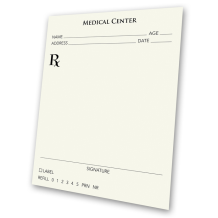 MEDICAL CENTER
NAME AGE
ADDRESS DATE
℞
SIGNATURE
☐ LABEL
REFILL 0 1 2 3 4 5 PRN NR